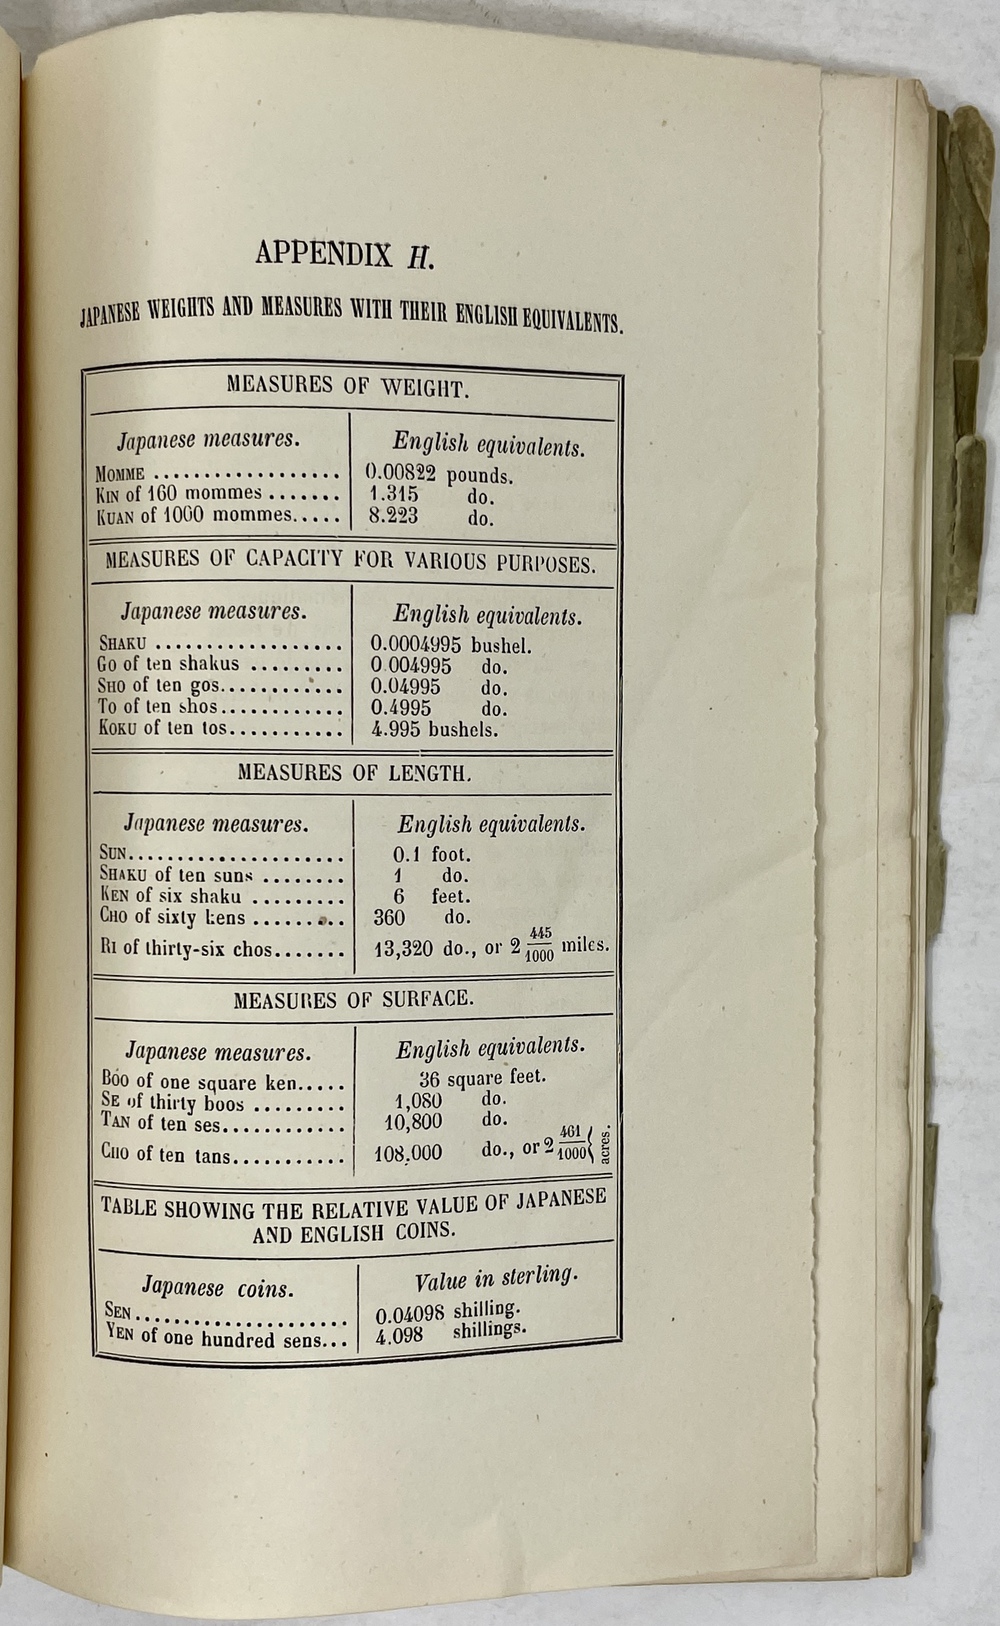 APPENDIX H.
JAPANESE WEIGHTS AND MEASURES WITH THEIR ENGLISH EQUIVALENTS.
MEASURES OF WEIGHT.
Japanese measures. English equivalents.
MOMME .................. 0.00822 pounds.
KIN of 160 mommes ....... 1.315 do.
KUAN of 1000 mommes..... 8.223 do.
MEASURES OF CAPACITY FOR VARIOUS PURPOSES.
Japanese measures. English equivalents.
SHAKU .................. 0.0004995 bushel.
GO of ten shakus ......... 0.004995 do.
SHO of ten gos............ 0.04995 do.
TO of ten shos............ 0.4995 do.
KOKU of ten tos........... 4.995 bushels.
MEASURES OF LENGTH.
Japanese measures. English equivalents.
SUN..................... 0.1 foot.
SHAKU of ten suns ........ 1 do.
KEN of six shaku ......... 6 feet.
CHO of sixty kens ......... 360 do.
RI of thirty-six chos....... 13,320 do., or 2 445/1000 miles.
MEASURES OF SURFACE.
Japanese measures. English equivalents.
BOO of one square ken..... 36 square feet.
SE of thirty boos ......... 1,080 do.
TAN of ten ses............ 10,800 do.
CHO of ten tans........... 108.000 do., or 2 461/1000 acres.
TABLE SHOWING THE RELATIVE VALUE OF JAPANESE
AND ENGLISH COINS.
Japanese coins. Value in sterling.
SEN..................... 0.04098 shilling.
YEN of one hundred sens... 4.098 shillings.